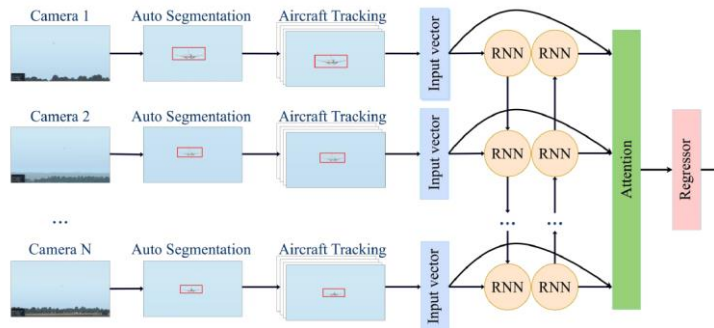 Camera 1
Auto Segmentation
Aircraft Tracking
Input vector
RNN
RNN
Camera 2
Auto Segmentation
Aircraft Tracking
Input vector
RNN
RNN
...
...
...
Camera N
Auto Segmentation
Aircraft Tracking
Input vector
RNN
RNN
Attention
Regressor